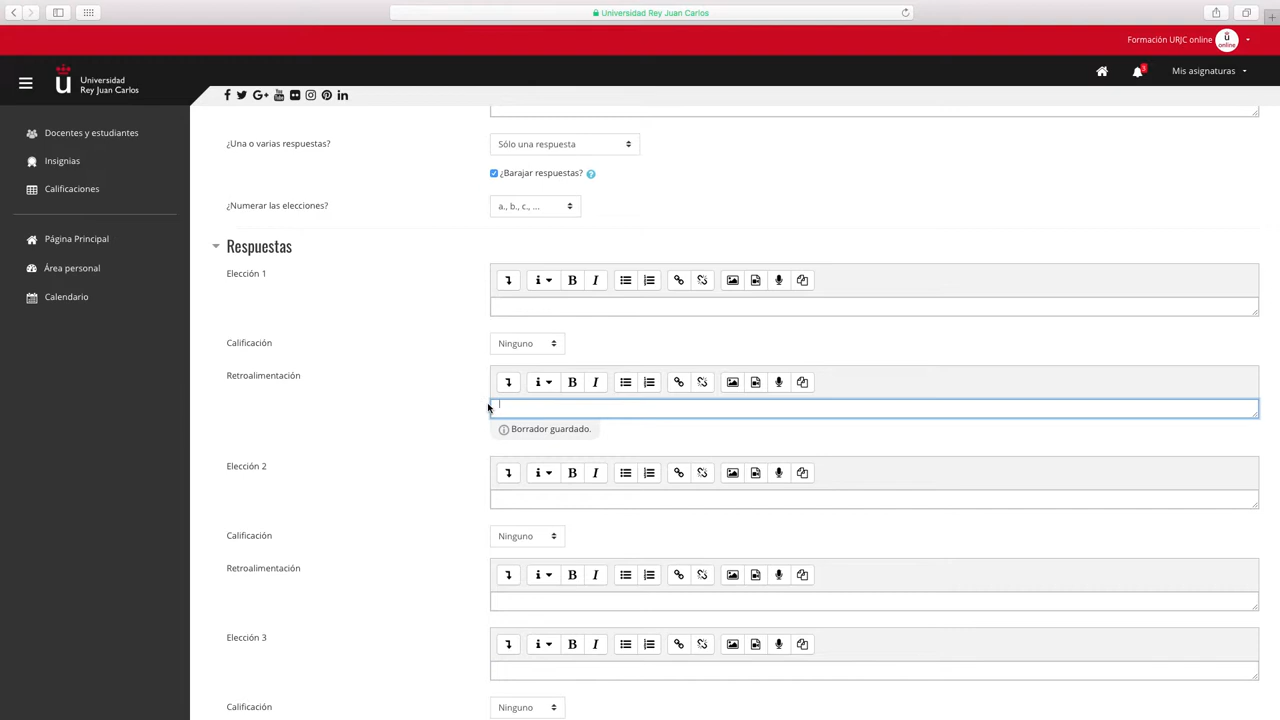 Universidad Rey Juan Carlos
Formación URJC online
ü online
Universidad
Rey Juan Carlos
3
Mis asignaturas
Docentes y estudiantes
Insignias
Calificaciones
Página Principal
Área personal
Calendario
¿Una o varias respuestas?
Sólo una respuesta
¿Barajar respuestas?
¿Numerar las elecciones?
a., b., c., ...
Respuestas
Elección 1
Calificación
Ninguno
Retroalimentación
Borrador guardado.
Elección 2
Calificación
Ninguno
Retroalimentación
Elección 3
Calificación
Ninguno